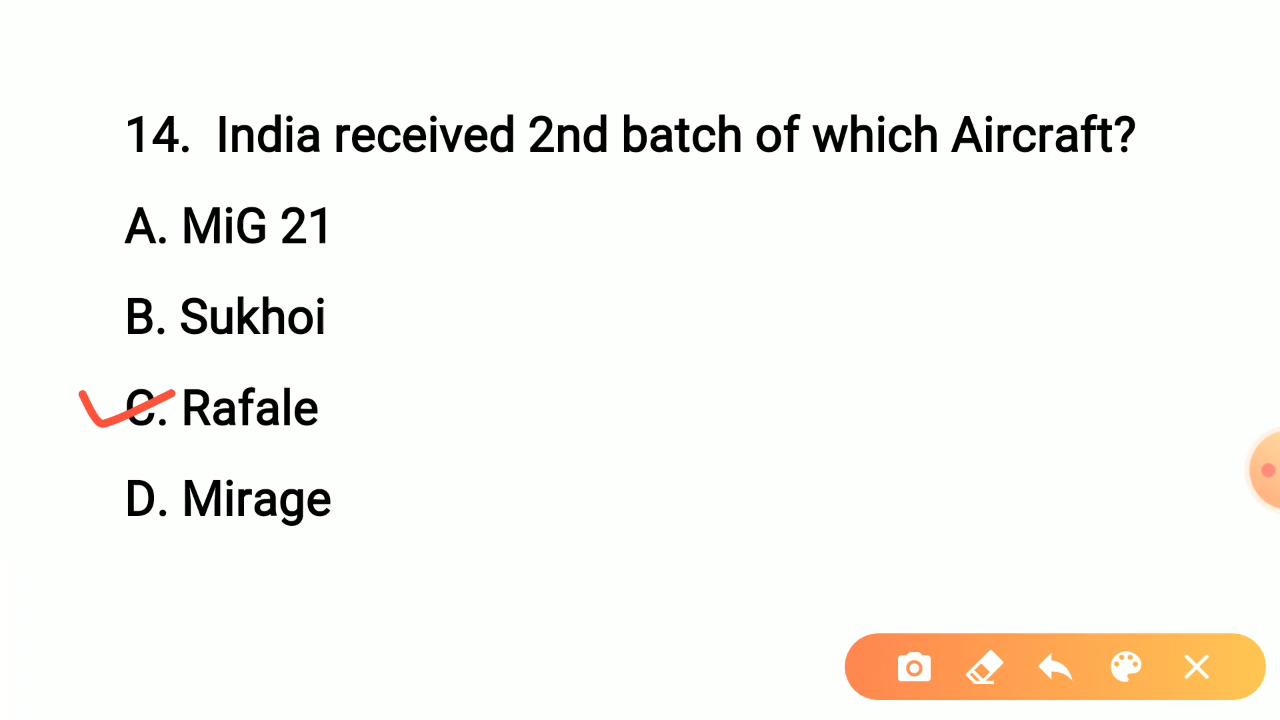 14. India received 2nd batch of which Aircraft?
A. MiG 21
B. Sukhoi
C. Rafale
D. Mirage